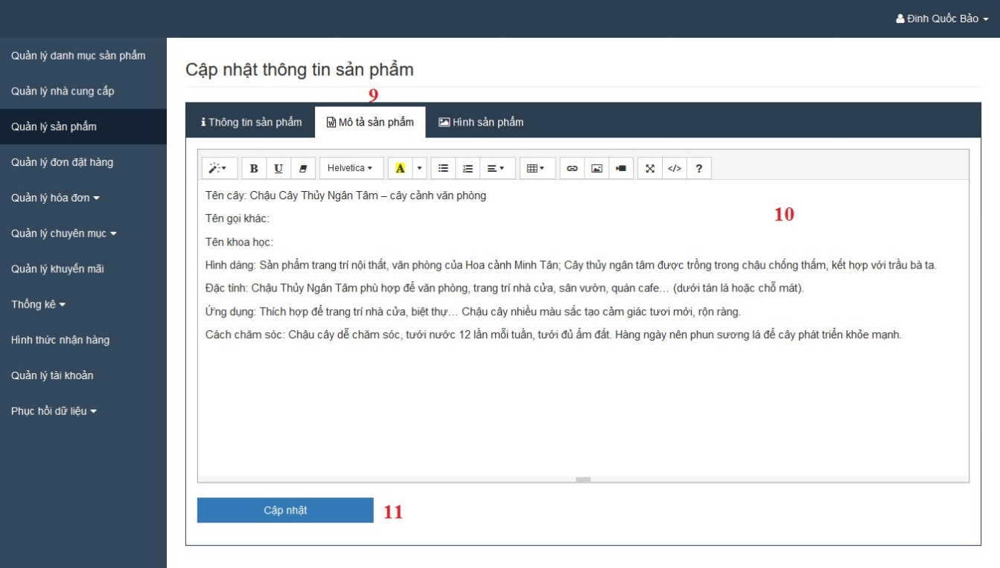 Đinh Quốc Bảo
Quản lý danh mục sản phẩm
Quản lý nhà cung cấp
Quản lý sản phẩm
Quản lý đơn đặt hàng
Quản lý hóa đơn
Quản lý chuyên mục
Quản lý khuyến mãi
Thống kê
Hình thức nhận hàng
Quản lý tài khoản
Phục hồi dữ liệu
Cập nhật thông tin sản phẩm
9
Thông tin sản phẩm Mô tả sản phẩm Hình sản phẩm
B U Helvetica A </> ?
Tên cây: Chậu Cây Thủy Ngân Tâm – cây cảnh văn phòng
10
Tên gọi khác:
Tên khoa học:
Hình dáng: Sản phẩm trang trí nội thất, văn phòng của Hoa cảnh Minh Tân; Cây thủy ngân tâm được trồng trong chậu chống thấm, kết hợp với trầu bà ta.
Đặc tính: Chậu Thủy Ngân Tâm phù hợp để văn phòng, trang trí nhà cửa, sân vườn, quán cafe… (dưới tán lá hoặc chỗ mát).
Ứng dụng: Thích hợp để trang trí nhà cửa, biệt thự… Chậu cây nhiều màu sắc tạo cảm giác tươi mới, rộn ràng.
Cách chăm sóc: Chậu cây dễ chăm sóc, tưới nước 12 lần mỗi tuần, tưới đủ ẩm đất. Hàng ngày nên phun sương lá để cây phát triển khỏe mạnh.
Cập nhật 11